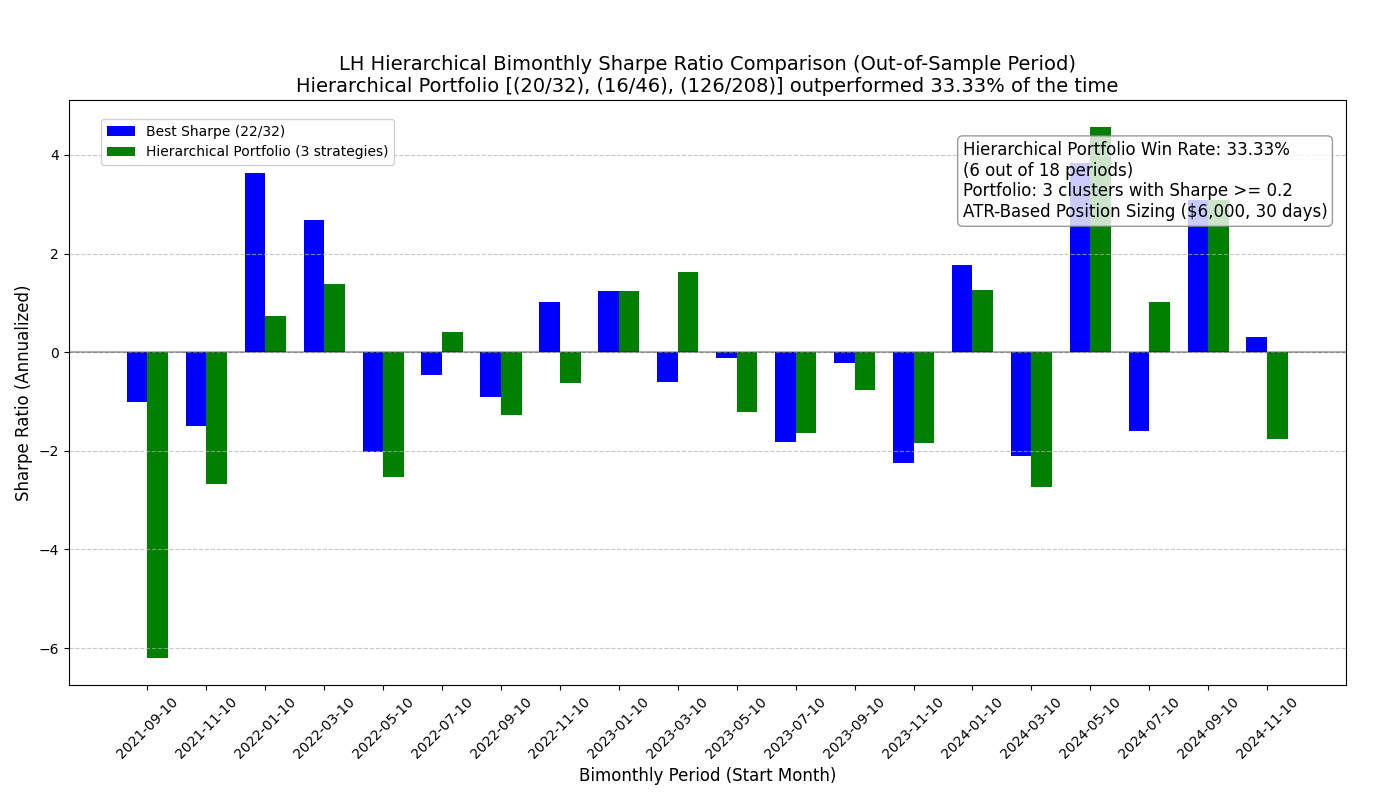 LH Hierarchical Bimonthly Sharpe Ratio Comparison (Out-of-Sample Period)
Hierarchical Portfolio [(20/32), (16/46), (126/208)] outperformed 33.33% of the time
Best Sharpe (22/32)
Hierarchical Portfolio (3 strategies)
Hierarchical Portfolio Win Rate: 33.33%
(6 out of 18 periods)
Portfolio: 3 clusters with Sharpe >= 0.2
ATR-Based Position Sizing ($6,000, 30 days)
Sharpe Ratio (Annualized)
4
2
0
−2
−4
−6
2021-09-10
2021-11-10
2022-01-10
2022-03-10
2022-05-10
2022-07-10
2022-09-10
2022-11-10
2023-01-10
2023-03-10
2023-05-10
2023-07-10
2023-09-10
2023-11-10
2024-01-10
2024-03-10
2024-05-10
2024-07-10
2024-09-10
2024-11-10
Bimonthly Period (Start Month)